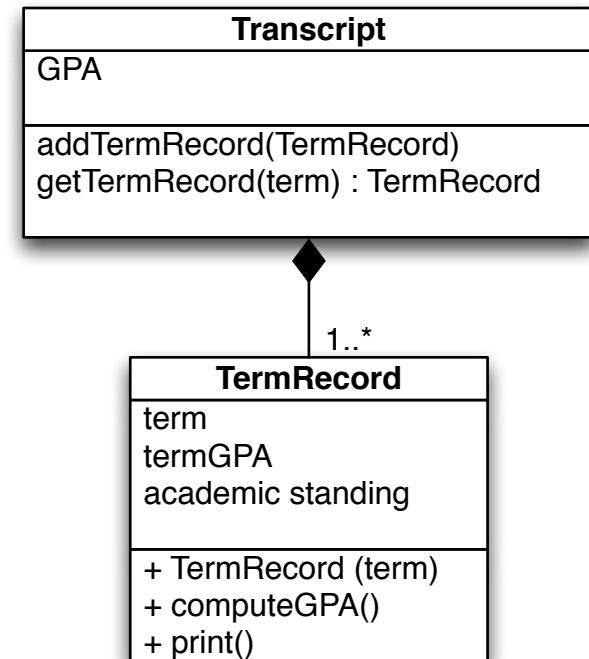 Transcript
GPA
addTermRecord(TermRecord)
getTermRecord(term) : TermRecord
1..*
TermRecord
term
termGPA
academic standing
+ TermRecord (term)
+ computeGPA()
+ print()